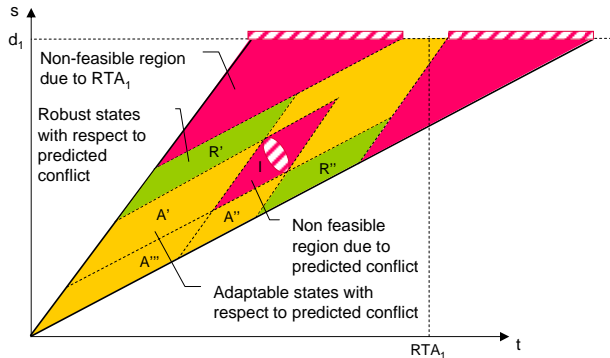 s
d₁
Non-feasible region
due to RTA₁
Robust states
with respect to
predicted
conflict
R'
I
R''
A'
A''
A'''
Non feasible
region due to
predicted conflict
Adaptable states with
respect to predicted conflict
t
RTA₁